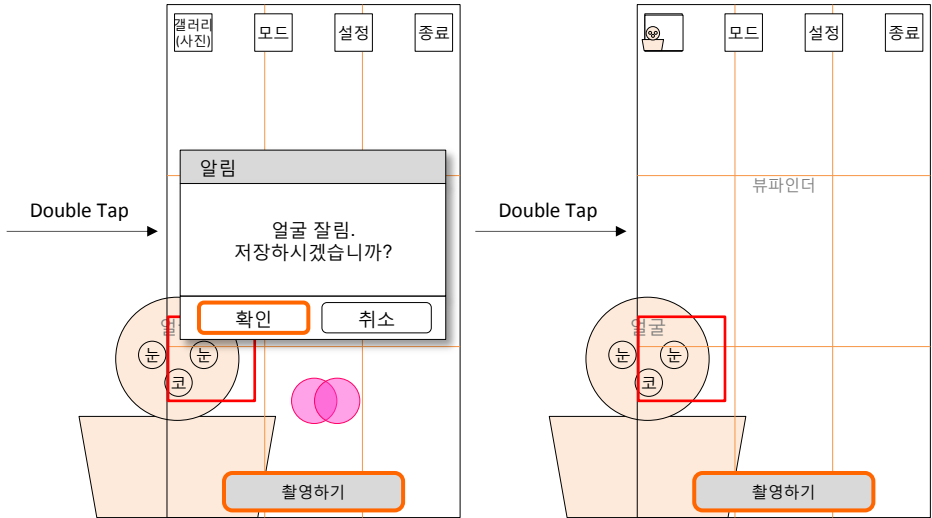 갤러리
(사진)
모드
설정
종료
알림
Double Tap
얼굴 잘림.
저장하시겠습니까?
확인
취소
눈
눈
코
촬영하기
모드
설정
종료
뷰파인더
Double Tap
얼굴
눈
눈
코
촬영하기